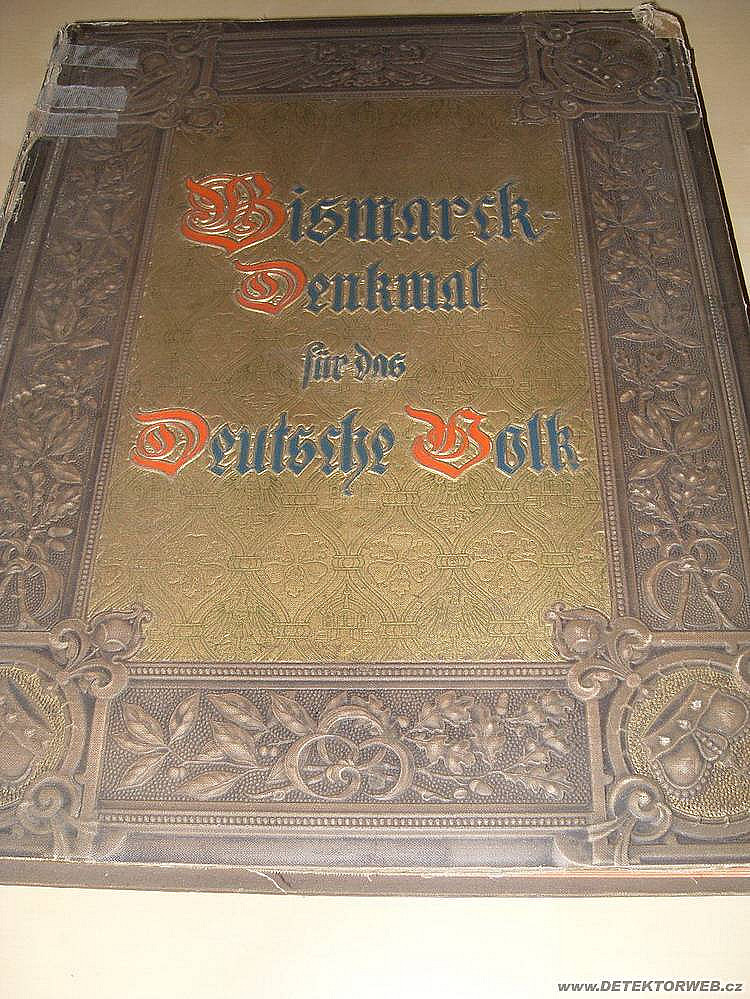 Bismarck-
Denkmal
für das
Deutsche Volk
www.DETEKTORWEB.cz